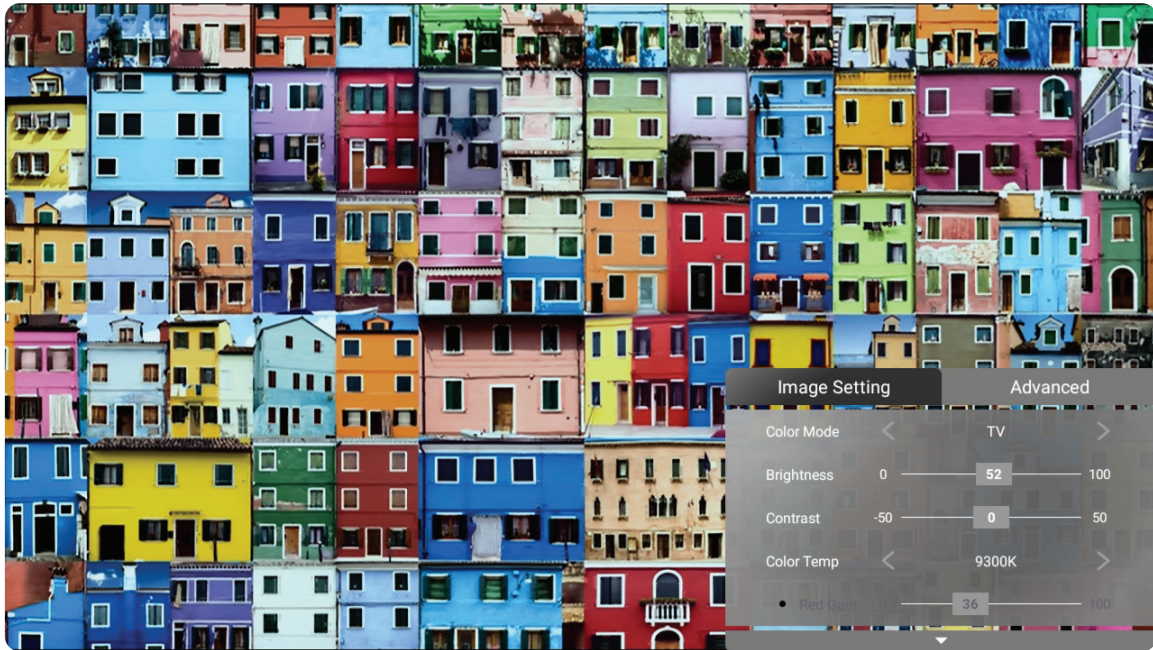 Image Setting Advanced
Color Mode TV
Brightness 0 52 100
Contrast -50 0 50
Color Temp 9300K
Red Gain 36 100